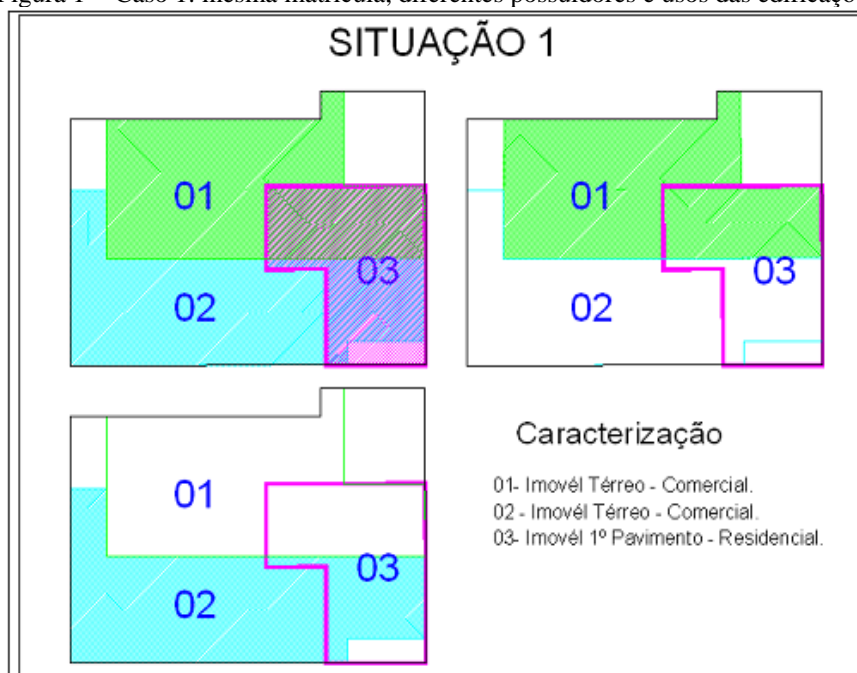 Figura 1 – Caso 1: mesma matrícula, diferentes possuidores e usos das edificaçõ
SITUAÇÃO 1
01
02
03
01
02
03
01
02
03
Caracterização
01- Imovél Térreo - Comercial.
02 - Imovél Térreo - Comercial.
03- Imovél 1º Pavimento - Residencial.